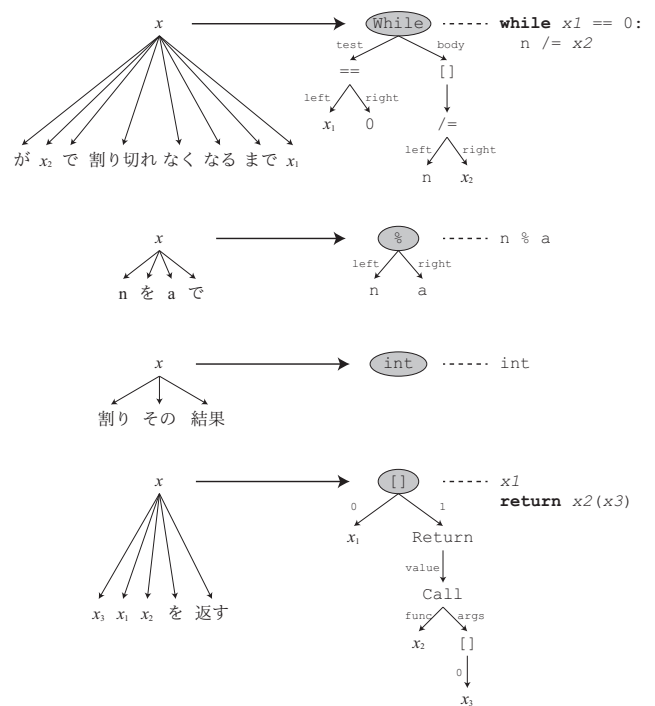 x While while x1 == 0:
n /= x2
test body
== []
left right
x₁ 0 /=
left right
が x₂ で 割り切れ なく なる まで x₁
n x₂
x % n % a
left right
n を a で n a
x int int
割り その 結果
x [] x1
return x2(x3)
0 1
x₁ Return
value
Call
x₃ x₁ x₂ を 返す func args
x₂ []
0
x₃